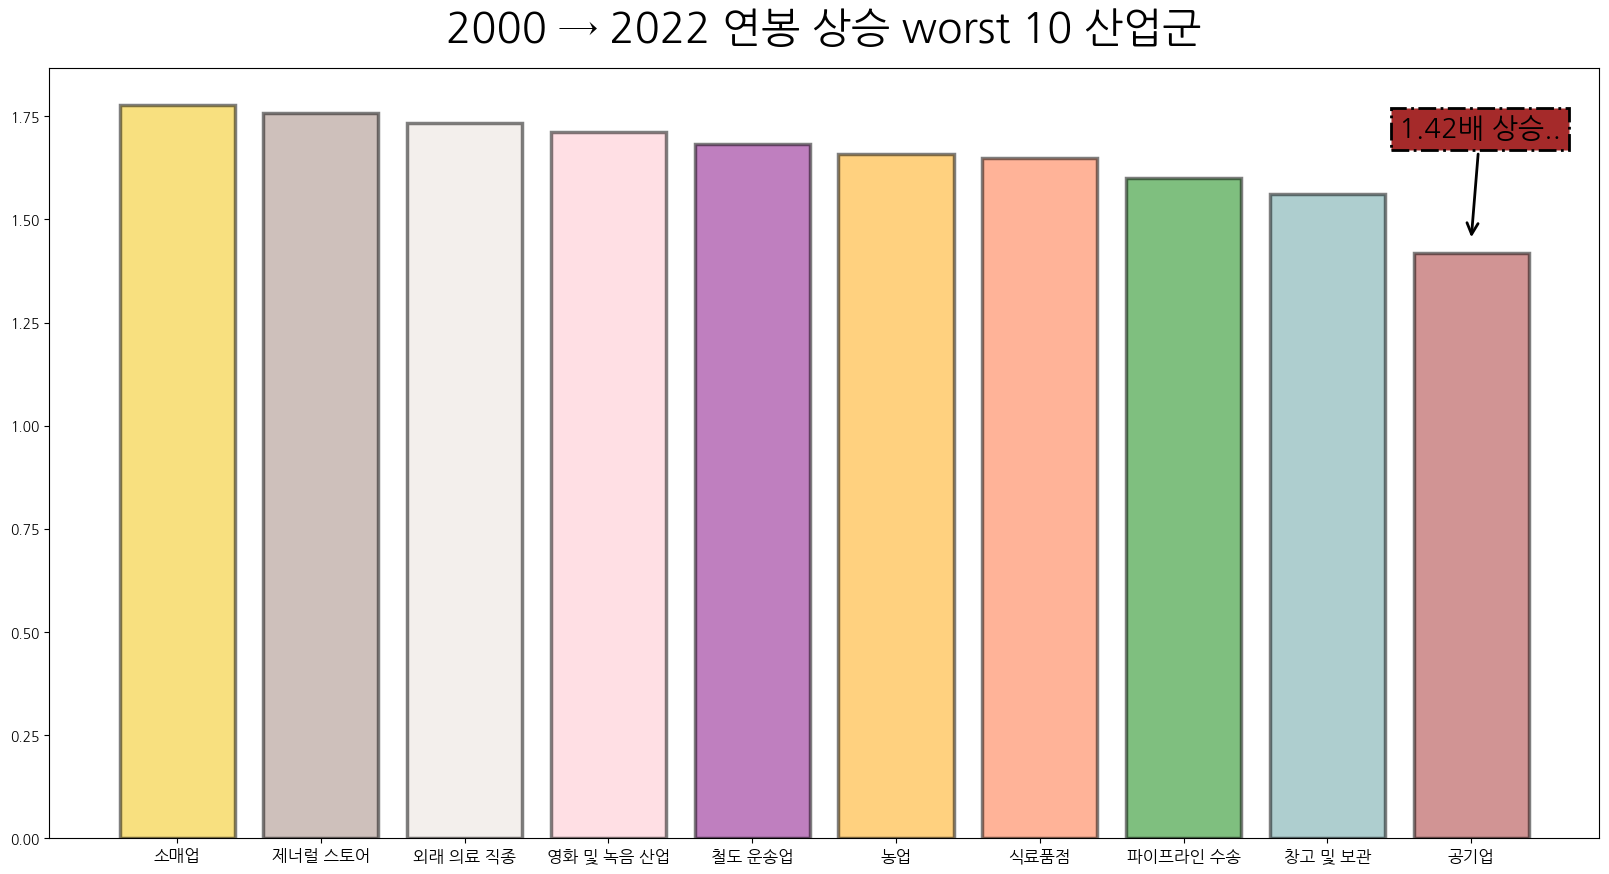 2000 → 2022 연봉 상승 worst 10 산업군
1.42배 상승..
1.75
1.50
1.25
1.00
0.75
0.50
0.25
0.00
소매업 제너럴 스토어 외래 의료 직종 영화 및 녹음 산업 철도 운송업 농업 식료품점 파이프라인 수송 창고 및 보관 공기업